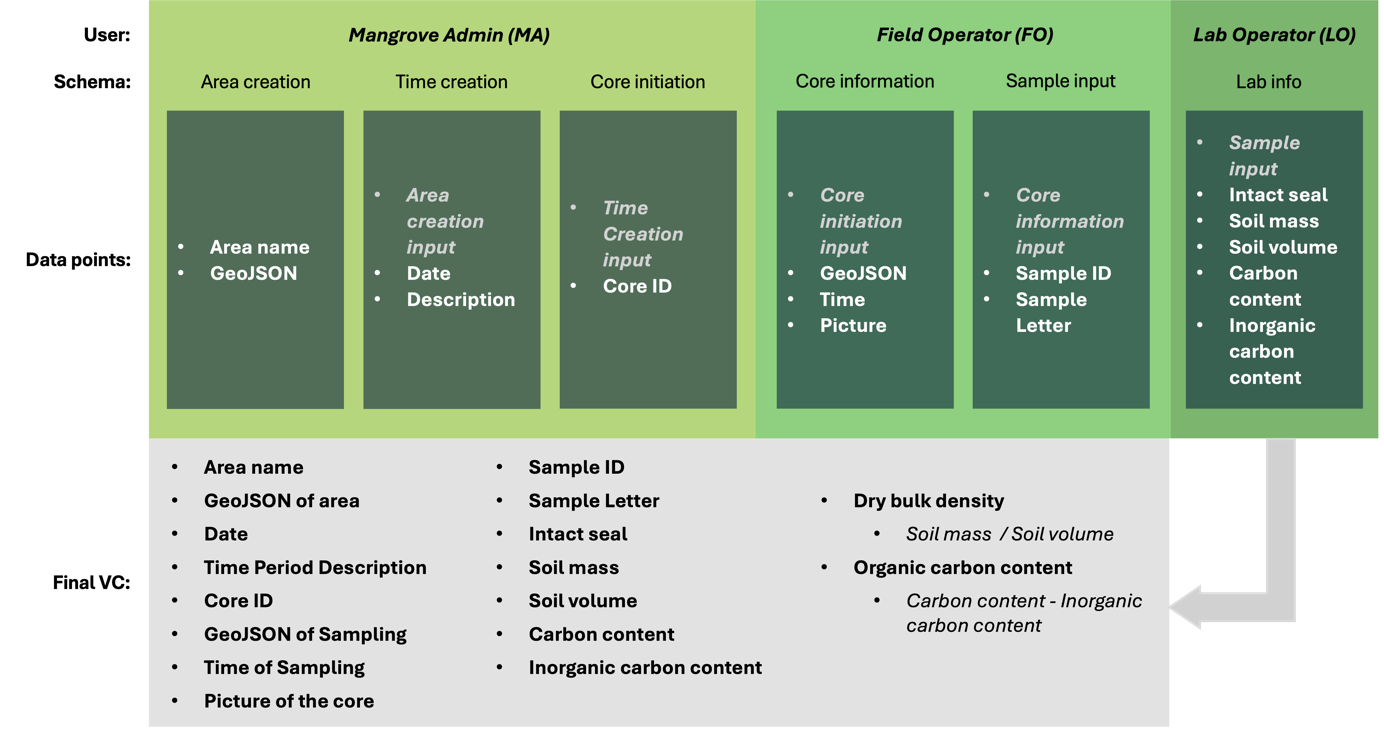 User:
Mangrove Admin (MA)
Field Operator (FO)
Lab Operator (LO)
Schema:
Area creation
Time creation
Core initiation
Core information
Sample input
Lab info
Data points:
• Area name
• GeoJSON
• Area
creation
input
• Date
• Description
• Time
Creation
input
• Core ID
• Core
initiation
input
• GeoJSON
• Time
• Picture
• Core
information
input
• Sample ID
• Sample
Letter
• Sample
input
• Intact seal
• Soil mass
• Soil volume
• Carbon
content
• Inorganic
carbon
content
Final VC:
• Area name
• GeoJSON of area
• Date
• Time Period Description
• Core ID
• GeoJSON of Sampling
• Time of Sampling
• Picture of the core
• Sample ID
• Sample Letter
• Intact seal
• Soil mass
• Soil volume
• Carbon content
• Inorganic carbon content
• Dry bulk density
• Soil mass / Soil volume
• Organic carbon content
• Carbon content - Inorganic
carbon content